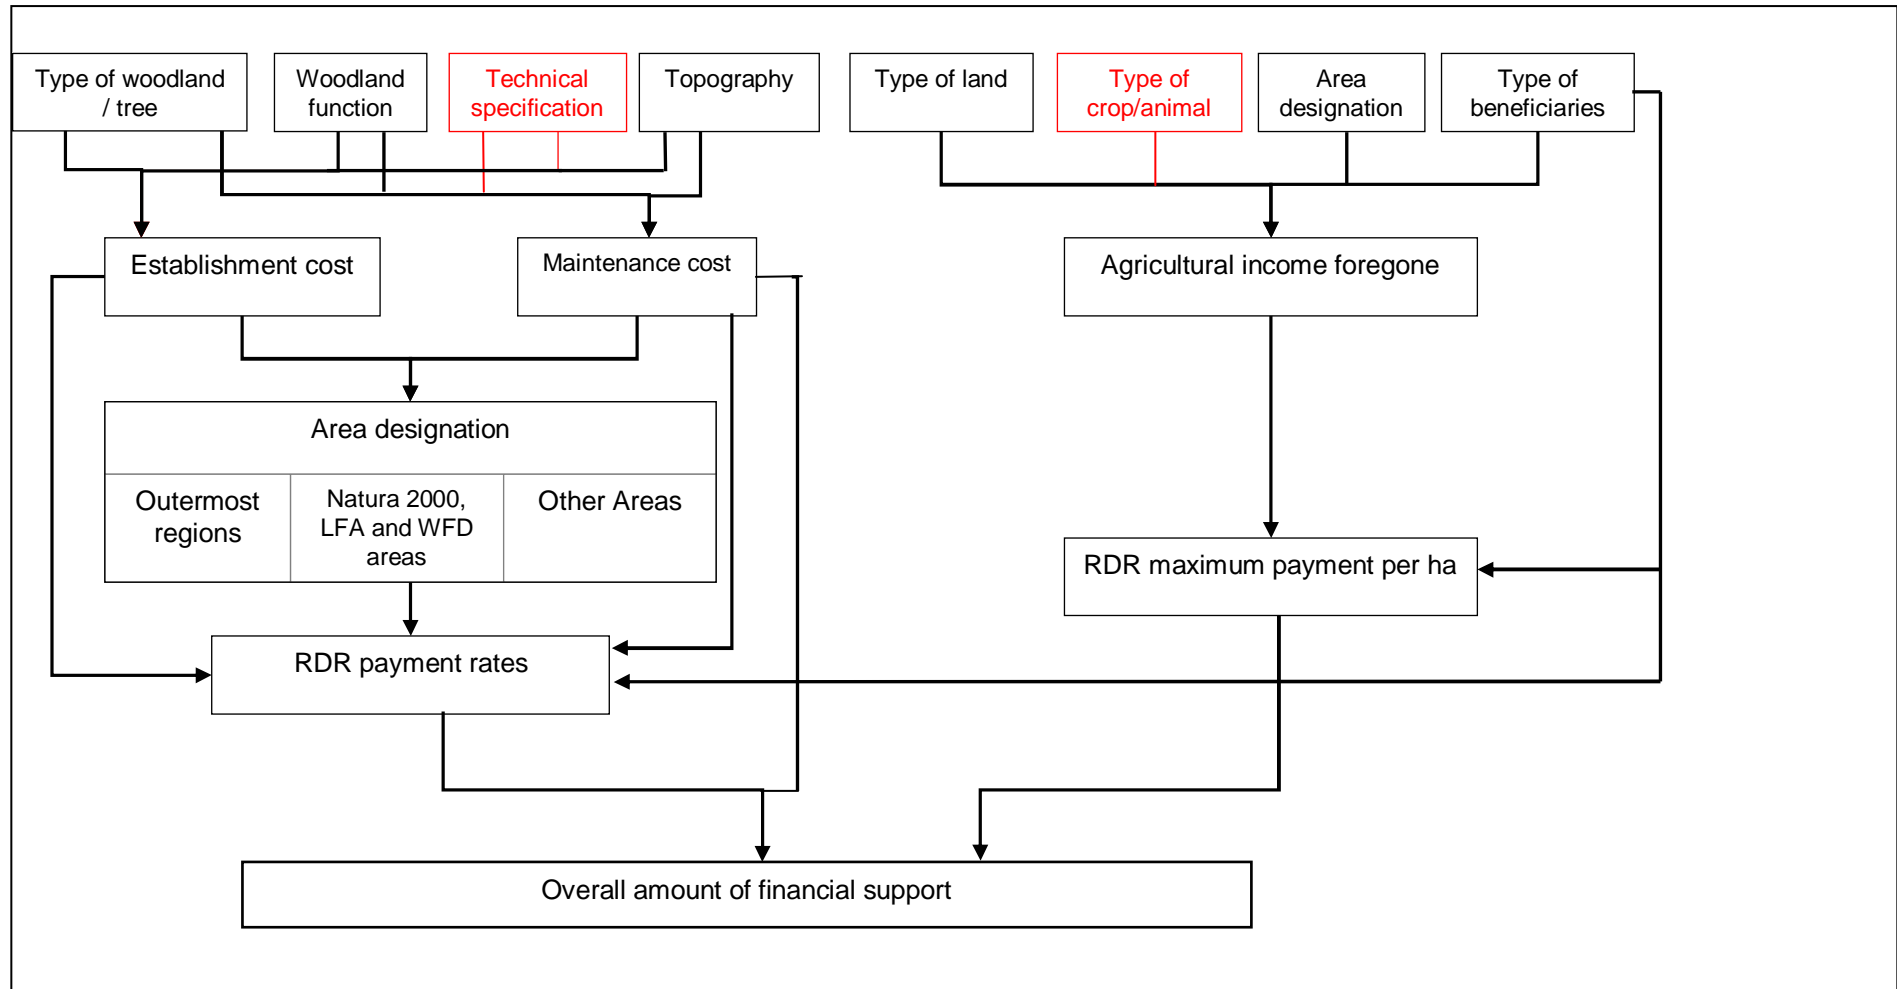 Type of woodland
/ tree
Woodland
function
Technical
specification
Topography
Type of land
Type of
crop/animal
Area
designation
Type of
beneficiaries
Establishment cost
Maintenance cost
Agricultural income foregone
Area designation
Outermost
regions
Natura 2000,
LFA and WFD
areas
Other Areas
RDR maximum payment per ha
RDR payment rates
Overall amount of financial support